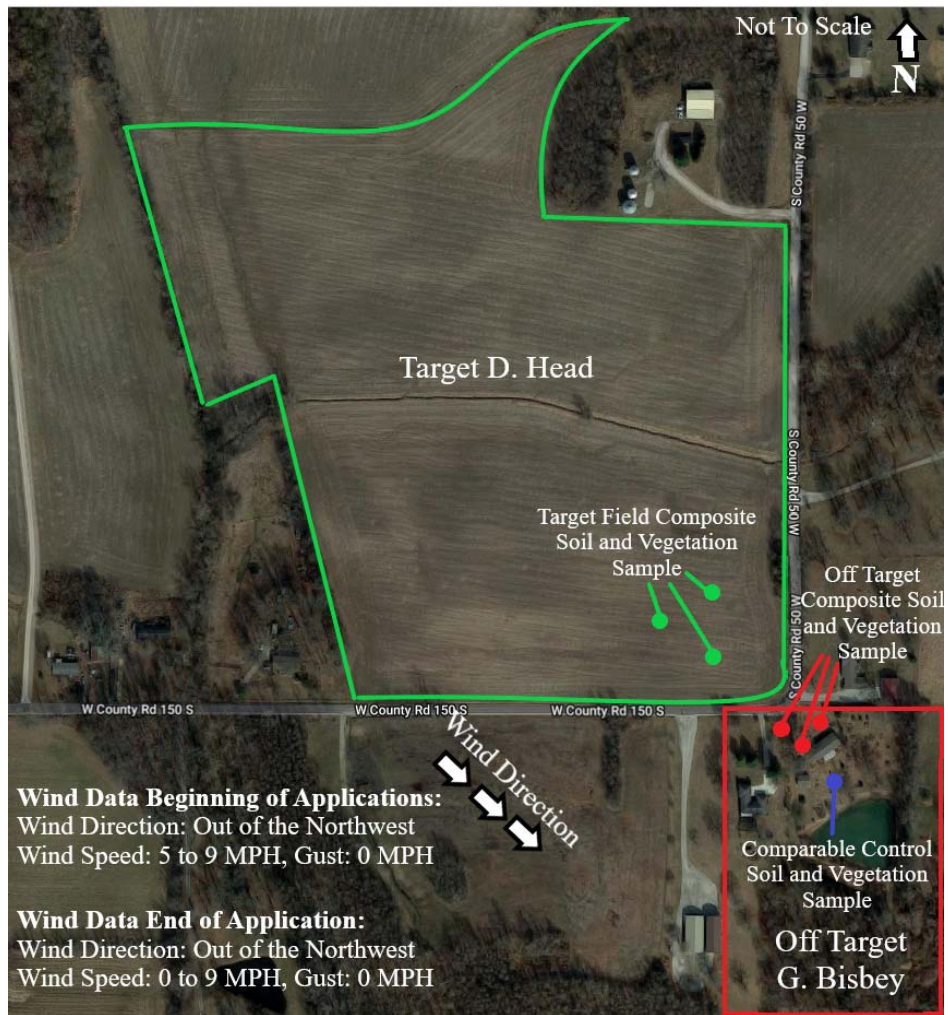 Not To Scale
N
S County Rd 50 W
Target D. Head
S County Rd 50 W
Target Field Composite
Soil and Vegetation
Sample
Off Target
Composite Soil
and Vegetation
Sample
S County Rd 50 W
W County Rd 150 S
W County Rd 150 S
W County Rd 150 S
Wind Direction
Wind Data Beginning of Applications:
Wind Direction: Out of the Northwest
Wind Speed: 5 to 9 MPH, Gust: 0 MPH
Comparable Control
Soil and Vegetation
Sample
Wind Data End of Application:
Wind Direction: Out of the Northwest
Wind Speed: 0 to 9 MPH, Gust: 0 MPH
Off Target
G. Bisbey